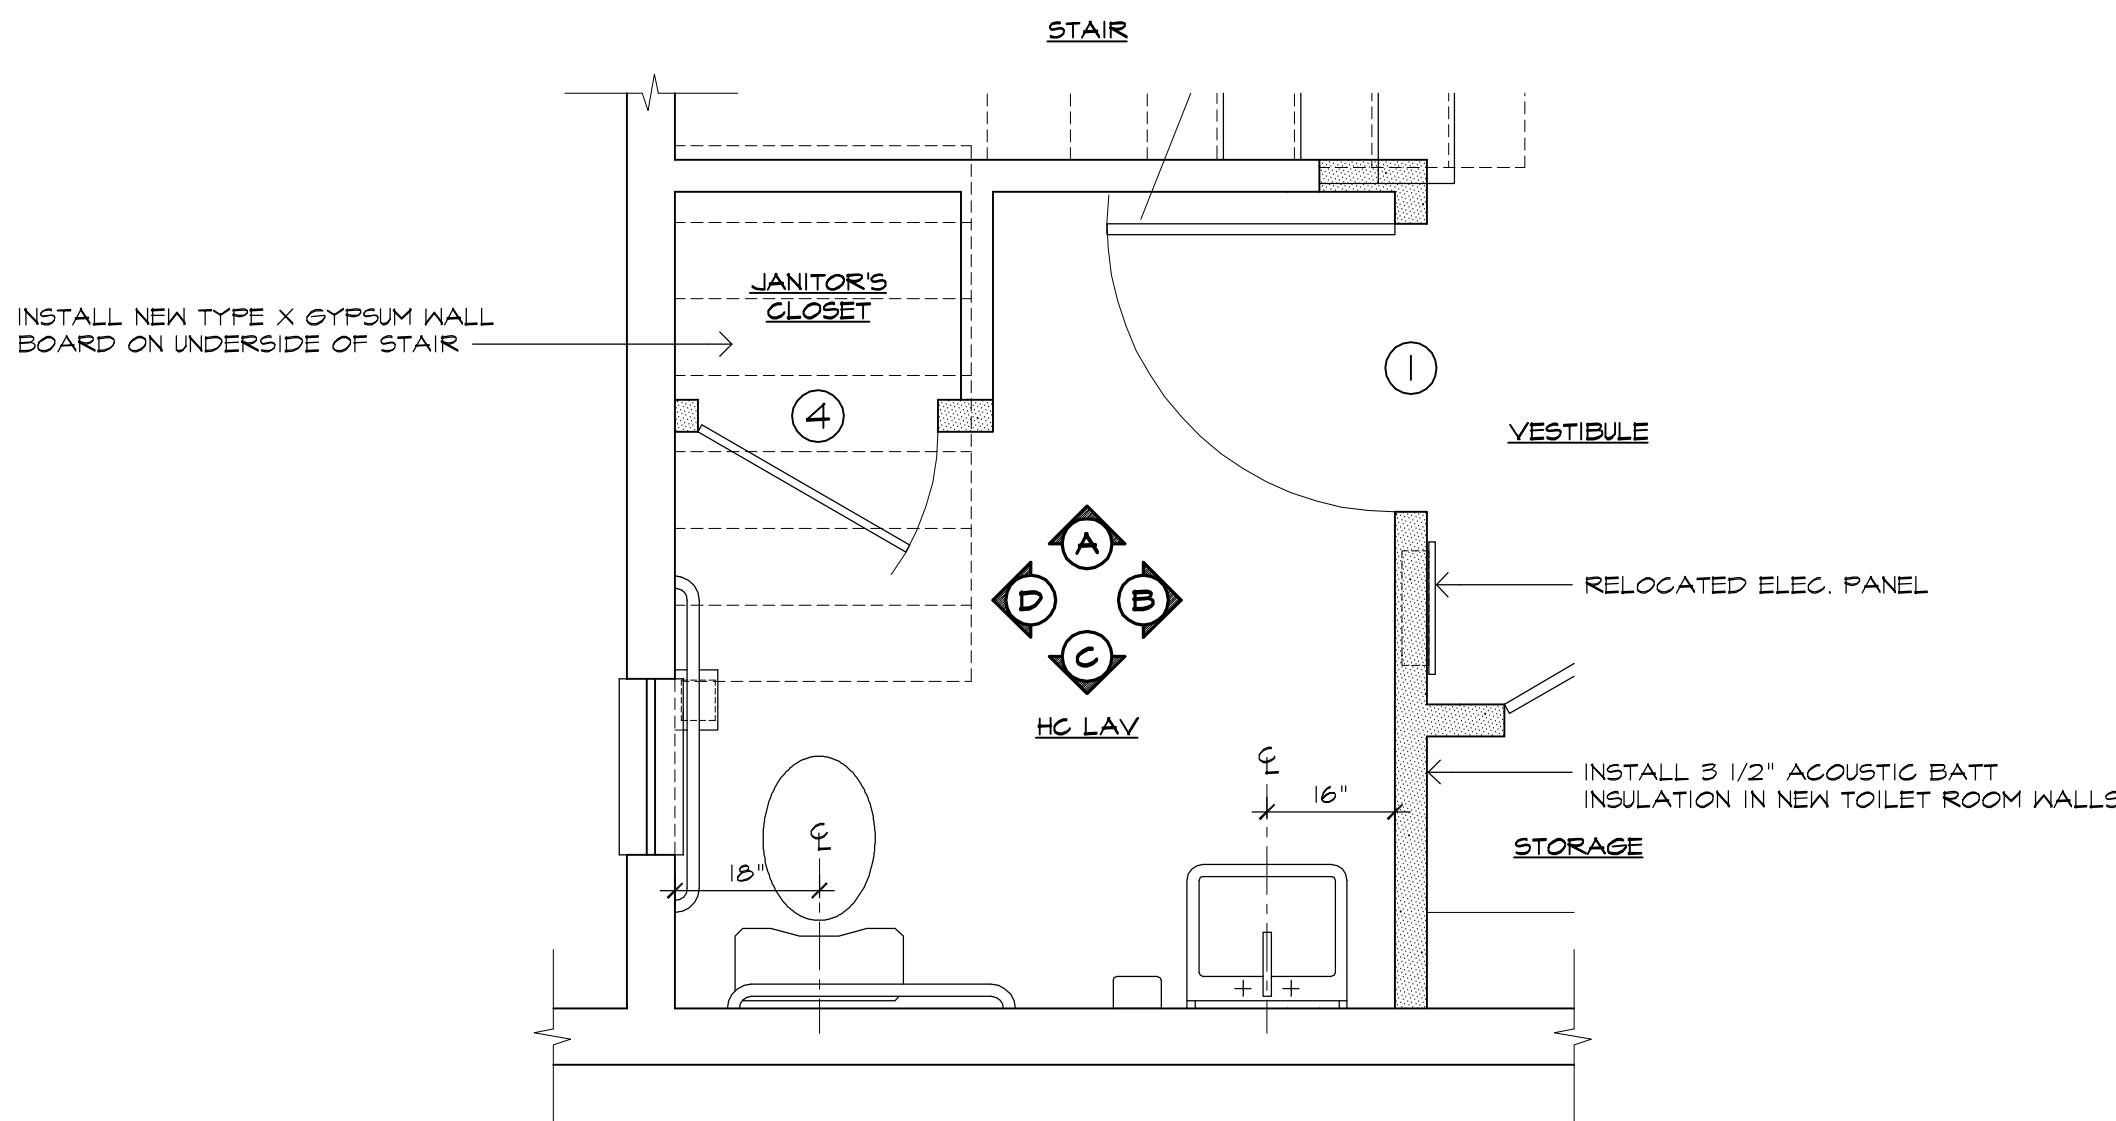 STAIR
JANITOR'S
CLOSET
INSTALL NEW TYPE X GYPSUM WALL
BOARD ON UNDERSIDE OF STAIR
4
1
VESTIBULE
A
D
B
C
RELOCATED ELEC. PANEL
HC LAV
℄
16"
INSTALL 3 1/2" ACOUSTIC BATT
INSULATION IN NEW TOILET ROOM WALLS
STORAGE
℄
18"